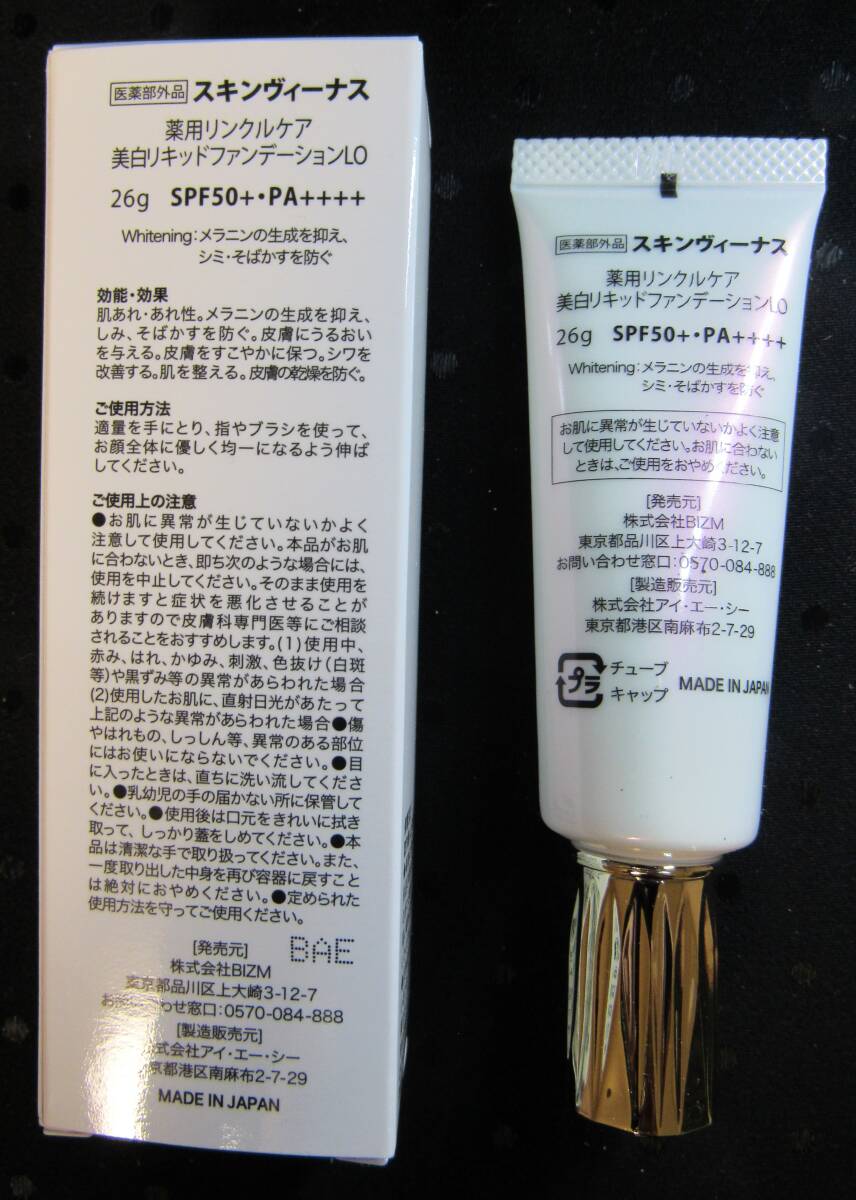 医薬部外品 スキンヴィーナス
薬用リンクルケア
美白リキッドファンデーションLO
26g SPF50+・PA++++
Whitening：メラニンの生成を抑え、
シミ・そばかすを防ぐ
効能・効果
肌あれ・あれ性。メラニンの生成を抑え、
しみ、そばかすを防ぐ。皮膚にうるおい
を与える。皮膚をすこやかに保つ。シワを
改善する。肌を整える。皮膚の乾燥を防ぐ。
ご使用方法
適量を手にとり、指やブラシを使って、
お顔全体に優しく均一になるよう伸ば
してください。
ご使用上の注意
●お肌に異常が生じていないかよく
注意して使用してください。本品がお肌
に合わないとき、即ち次のような場合には、
使用を中止してください。そのまま使用を
続けますと症状を悪化させることが
ありますので皮膚科専門医等にご相談
されることをおすすめします。(1)使用中、
赤み、はれ、かゆみ、刺激、色抜け(白斑
等)や黒ずみ等の異常があらわれた場合
(2)使用したお肌に、直射日光があたって
上記のような異常があらわれた場合●傷
やはれもの、しっしん等、異常のある部位
にはお使いにならないでください。●目
に入ったときは、直ちに洗い流してくださ
い。●乳幼児の手の届かない所に保管して
ください。●使用後は口元をきれいに拭き
取って、しっかり蓋をしめてください。●本
品は清潔な手で取り扱ってください。また、
一度取り出した中身を再び容器に戻すこと
は絶対におやめください。●定められた
使用方法を守ってご使用ください。
BAE
[発売元]
株式会社BIZM
東京都品川区上大崎3-12-7
お問い合わせ窓口：0570-084-888
[製造販売元]
式会社アイ・エー・シー
京都港区南麻布2-7-29
MADE IN JAPAN
医薬部外品 スキンヴィーナス
薬用リンクルケア
美白リキッドファンデーションLO
26g SPF50+・PA++++
Whitening：メラニンの生成を抑え、
シミ・そばかすを防ぐ
お肌に異常が生じていないかよく注意
して使用してください。お肌に合わない
ときは、ご使用をおやめください。
[発売元]
株式会社BIZM
東京都品川区上大崎3-12-7
お問い合わせ窓口：0570-084-888
[製造販売元]
株式会社アイ・エー・シー
東京都港区南麻布2-7-29
プラ チューブ
キャップ MADE IN JAPAN